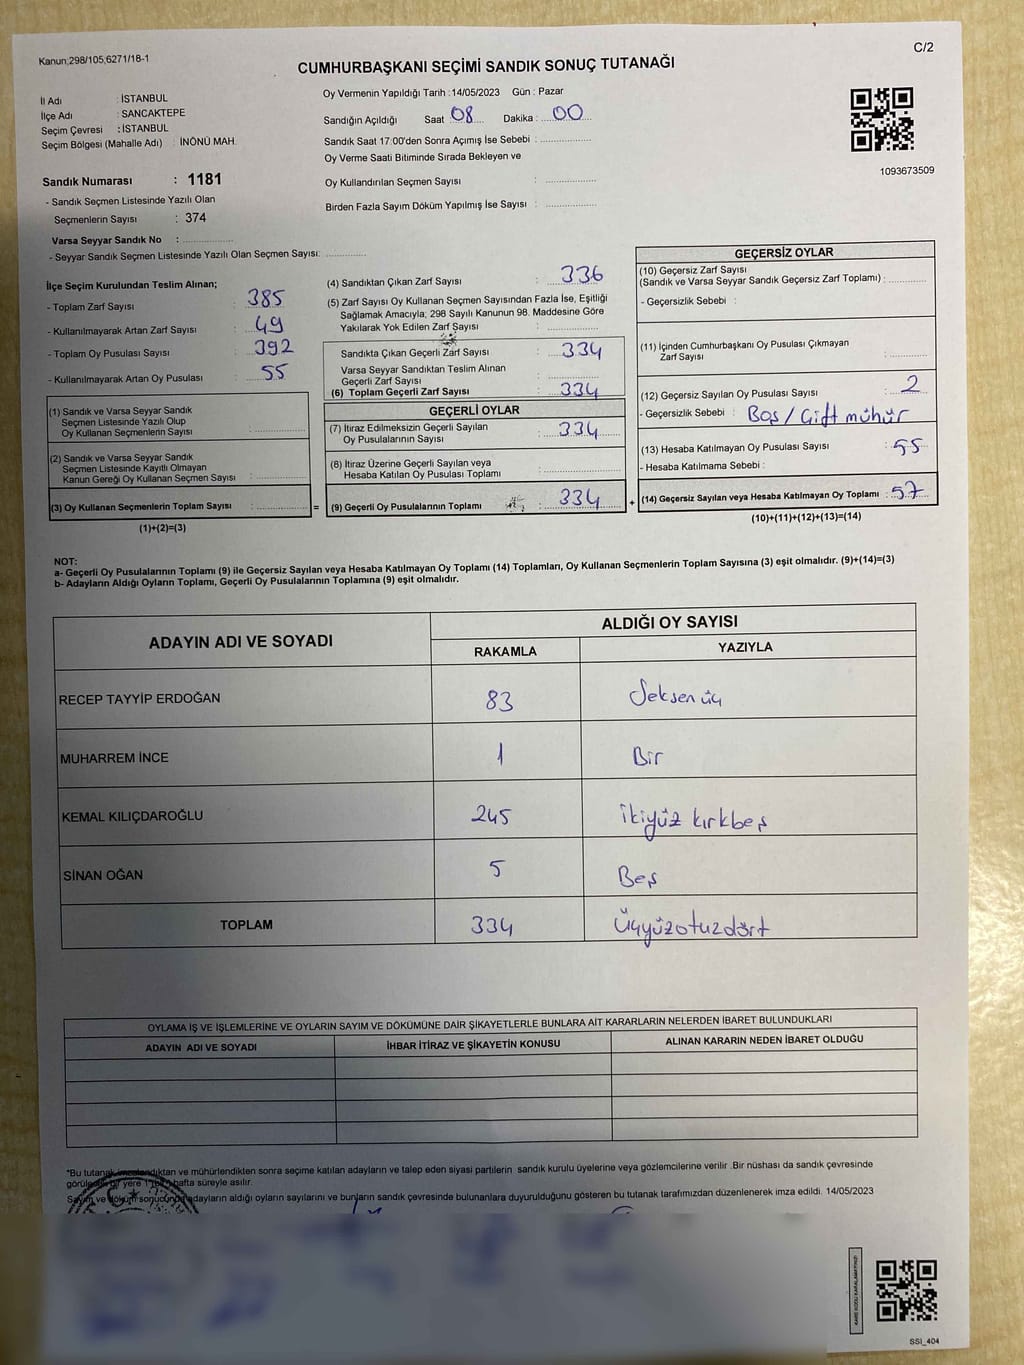 Kanun;298/105;6271/18-1
C/2
CUMHURBAŞKANI SEÇİMİ SANDIK SONUÇ TUTANAĞI
İl Adı : İSTANBUL
İlçe Adı : SANCAKTEPE
Seçim Çevresi : İSTANBUL
Seçim Bölgesi (Mahalle Adı) : İNÖNÜ MAH.
Sandık Numarası : 1181
- Sandık Seçmen Listesinde Yazılı Olan
Seçmenlerin Sayısı : 374
Varsa Seyyar Sandık No :
- Seyyar Sandık Seçmen Listesinde Yazılı Olan Seçmen Sayısı:
Oy Vermenin Yapıldığı Tarih :14/05/2023 Gün : Pazar
Sandığın Açıldığı Saat 08 Dakika : 00
Sandık Saat 17:00'den Sonra Açımış İse Sebebi :
Oy Verme Saati Bitiminde Sırada Bekleyen ve
Oy Kullandırılan Seçmen Sayısı :
Birden Fazla Sayım Döküm Yapılmış İse Sayısı :
1093673509
İlçe Seçim Kurulundan Teslim Alınan;
- Toplam Zarf Sayısı : 385
- Kullanılmayarak Artan Zarf Sayısı : 49
- Toplam Oy Pusulası Sayısı : 392
- Kullanılmayarak Artan Oy Pusulası : 55
(1) Sandık ve Varsa Seyyar Sandık
Seçmen Listesinde Yazılı Olup
Oy Kullanan Seçmenlerin Sayısı :
(2) Sandık ve Varsa Seyyar Sandık
Seçmen Listesinde Kayıtlı Olmayan
Kanun Gereği Oy Kullanan Seçmen Sayısı :
(3) Oy Kullanan Seçmenlerin Toplam Sayısı :
(1)+(2)=(3)
=
(4) Sandıktan Çıkan Zarf Sayısı : 336
(5) Zarf Sayısı Oy Kullanan Seçmen Sayısından Fazla İse, Eşitliği
Sağlamak Amacıyla; 298 Sayılı Kanunun 98. Maddesine Göre
Yakılarak Yok Edilen Zarf Sayısı :
Sandıkta Çıkan Geçerli Zarf Sayısı : 334
Varsa Seyyar Sandıktan Teslim Alınan
Geçerli Zarf Sayısı :
(6) Toplam Geçerli Zarf Sayısı : 334
GEÇERLİ OYLAR
(7) İtiraz Edilmeksizin Geçerli Sayılan
Oy Pusulalarının Sayısı : 334
(8) İtiraz Üzerine Geçerli Sayılan veya
Hesaba Katılan Oy Pusulası Toplamı :
(9) Geçerli Oy Pusulalarının Toplamı : 334
+
GEÇERSİZ OYLAR
(10) Geçersiz Zarf Sayısı
(Sandık ve Varsa Seyyar Sandık Geçersiz Zarf Toplamı) :
- Geçersizlik Sebebi :
(11) İçinden Cumhurbaşkanı Oy Pusulası Çıkmayan
Zarf Sayısı :
(12) Geçersiz Sayılan Oy Pusulası Sayısı : 2
- Geçersizlik Sebebi : Boş / Çift mühür
(13) Hesaba Katılmayan Oy Pusulası Sayısı : 55
- Hesaba Katılmama Sebebi :
(14) Geçersiz Sayılan veya Hesaba Katılmayan Oy Toplamı : 57
(10)+(11)+(12)+(13)=(14)
NOT:
a- Geçerli Oy Pusulalarının Toplamı (9) ile Geçersiz Sayılan veya Hesaba Katılmayan Oy Toplamı (14) Toplamları, Oy Kullanan Seçmenlerin Toplam Sayısına (3) eşit olmalıdır. (9)+(14)=(3)
b- Adayların Aldığı Oyların Toplamı, Geçerli Oy Pusulalarının Toplamına (9) eşit olmalıdır.
ADAYIN ADI VE SOYADI
ALDIĞI OY SAYISI
RAKAMLA YAZIYLA
RECEP TAYYİP ERDOĞAN 83 Seksen üç
MUHARREM İNCE 1 Bir
KEMAL KILIÇDAROĞLU 245 İkiyüz kırkbeş
SİNAN OĞAN 5 Beş
TOPLAM 334 Üçyüzotuzdört
OYLAMA İŞ VE İŞLEMLERİNE VE OYLARIN SAYIM VE DÖKÜMÜNE DAİR ŞİKAYETLERLE BUNLARA AİT KARARLARIN NELERDEN İBARET BULUNDUKLARI
ADAYIN ADI VE SOYADI İHBAR İTİRAZ VE ŞİKAYETİN KONUSU ALINAN KARARIN NEDEN İBARET OLDUĞU
*Bu tutanak imzalandıktan ve mühürlendikten sonra seçime katılan adayların ve talep eden siyasi partilerin sandık kurulu üyelerine veya gözlemcilerine verilir .Bir nüshası da sandık çevresinde
yere 1 hafta süreyle asılır.
Sayım ve döküm sonucunda adayların aldığı oyların sayılarını ve bunların sandık çevresinde bulunanlara duyurulduğunu gösteren bu tutanak tarafımızdan düzenlenerek imza edildi. 14/05/2023
SSI_404